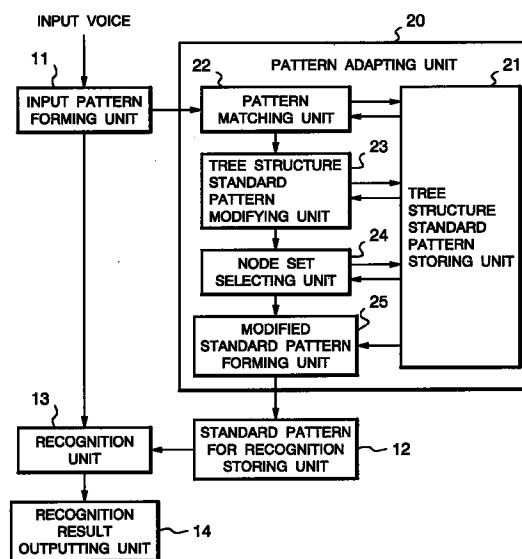 INPUT VOICE
11
INPUT PATTERN
FORMING UNIT
20
PATTERN ADAPTING UNIT
22
PATTERN
MATCHING UNIT
21
TREE
STRUCTURE
STANDARD
PATTERN
STORING UNIT
23
TREE STRUCTURE
STANDARD
PATTERN
MODIFYING UNIT
24
NODE SET
SELECTING UNIT
25
MODIFIED
STANDARD PATTERN
FORMING UNIT
13
RECOGNITION
UNIT
STANDARD PATTERN
FOR RECOGNITION
STORING UNIT
12
RECOGNITION
RESULT
OUTPUTTING UNIT
14